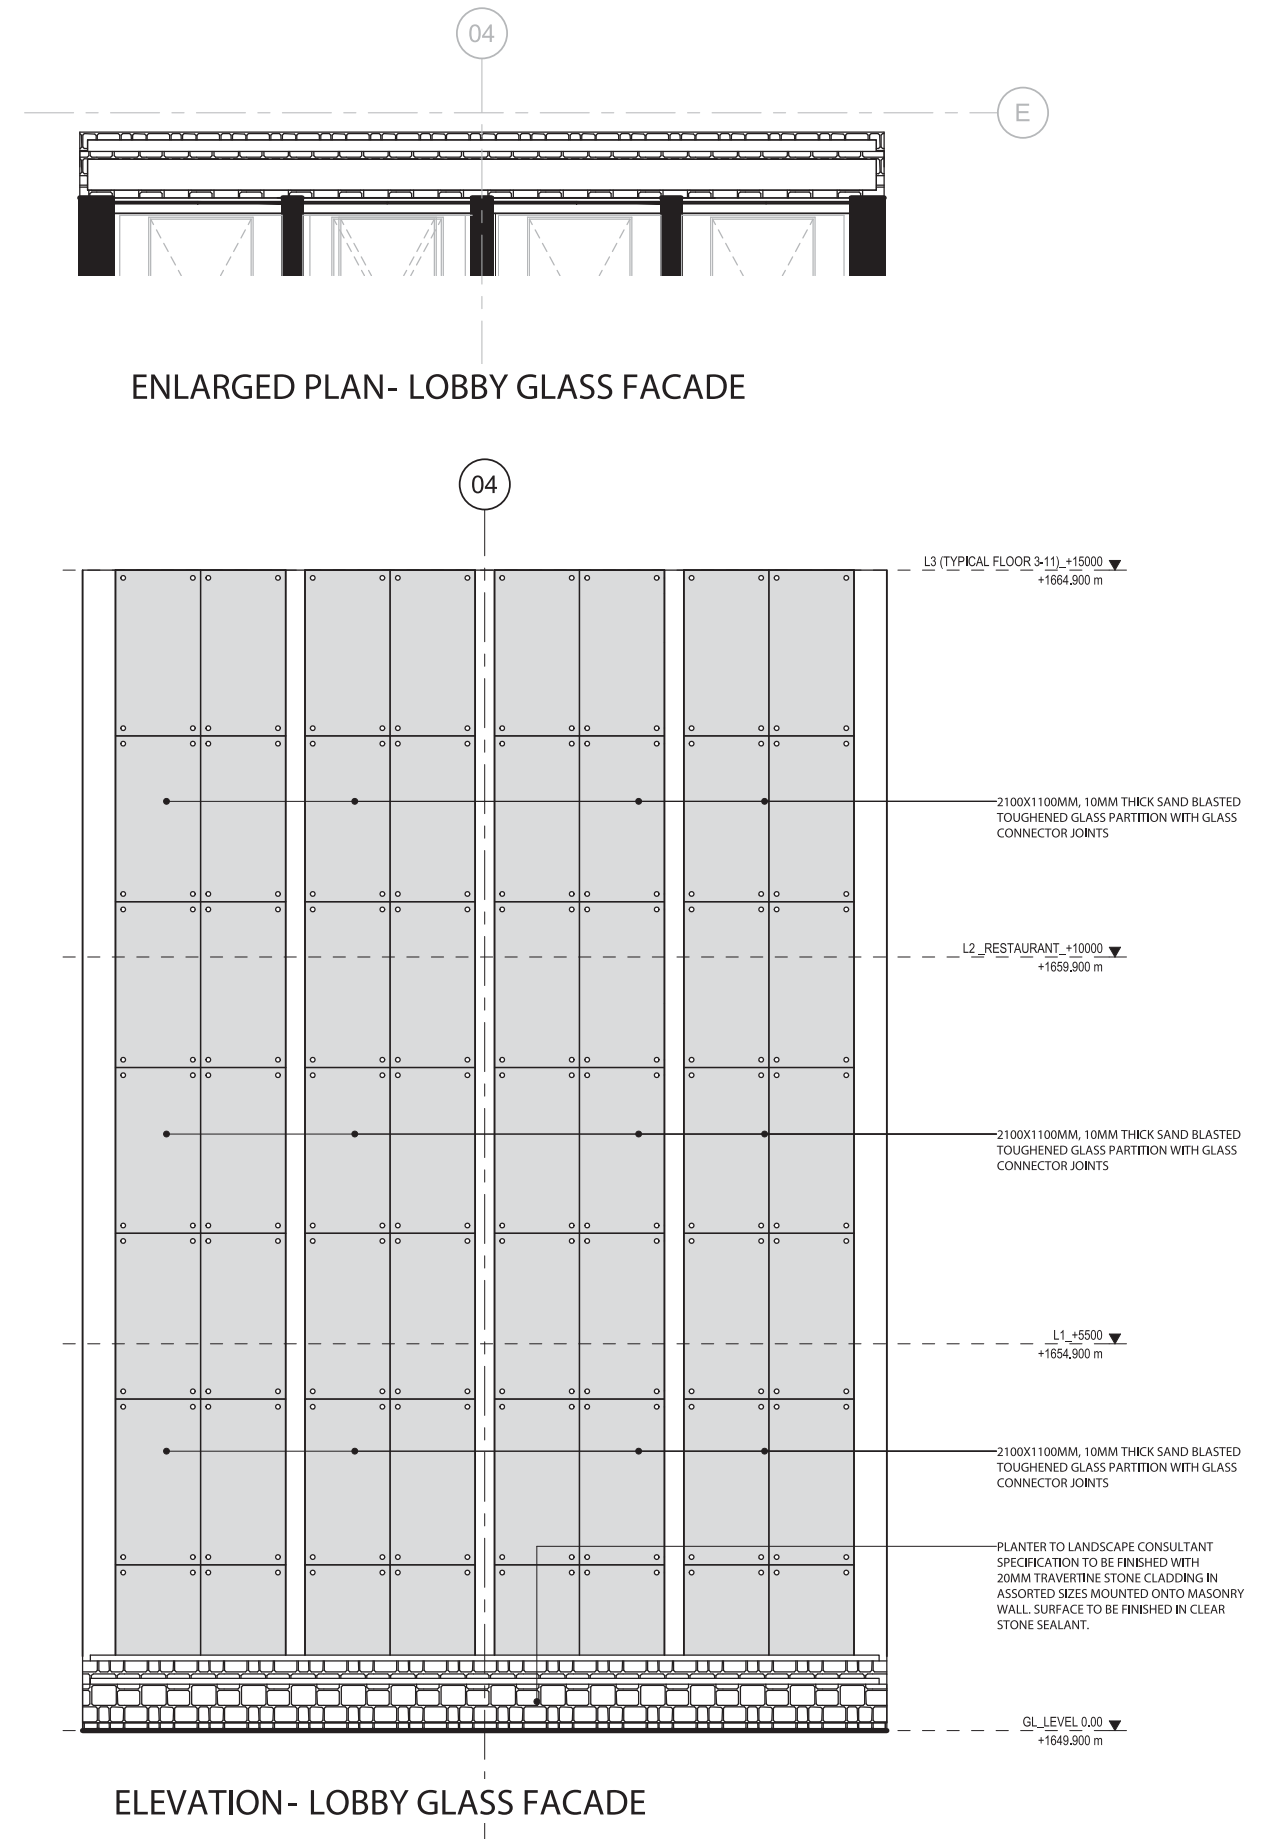 04
E
ENLARGED PLAN- LOBBY GLASS FACADE
04
L3 (TYPICAL FLOOR 3-11)_+15000
+1664.900 m
2100X1100MM, 10MM THICK SAND BLASTED
TOUGHENED GLASS PARTITION WITH GLASS
CONNECTOR JOINTS
L2_RESTAURANT_+10000
+1659.900 m
2100X1100MM, 10MM THICK SAND BLASTED
TOUGHENED GLASS PARTITION WITH GLASS
CONNECTOR JOINTS
L1_+5500
+1654.900 m
2100X1100MM, 10MM THICK SAND BLASTED
TOUGHENED GLASS PARTITION WITH GLASS
CONNECTOR JOINTS
PLANTER TO LANDSCAPE CONSULTANT
SPECIFICATION TO BE FINISHED WITH
20MM TRAVERTINE STONE CLADDING IN
ASSORTED SIZES MOUNTED ONTO MASONRY
WALL. SURFACE TO BE FINISHED IN CLEAR
STONE SEALANT.
GL_LEVEL 0.00
+1649.900 m
ELEVATION- LOBBY GLASS FACADE